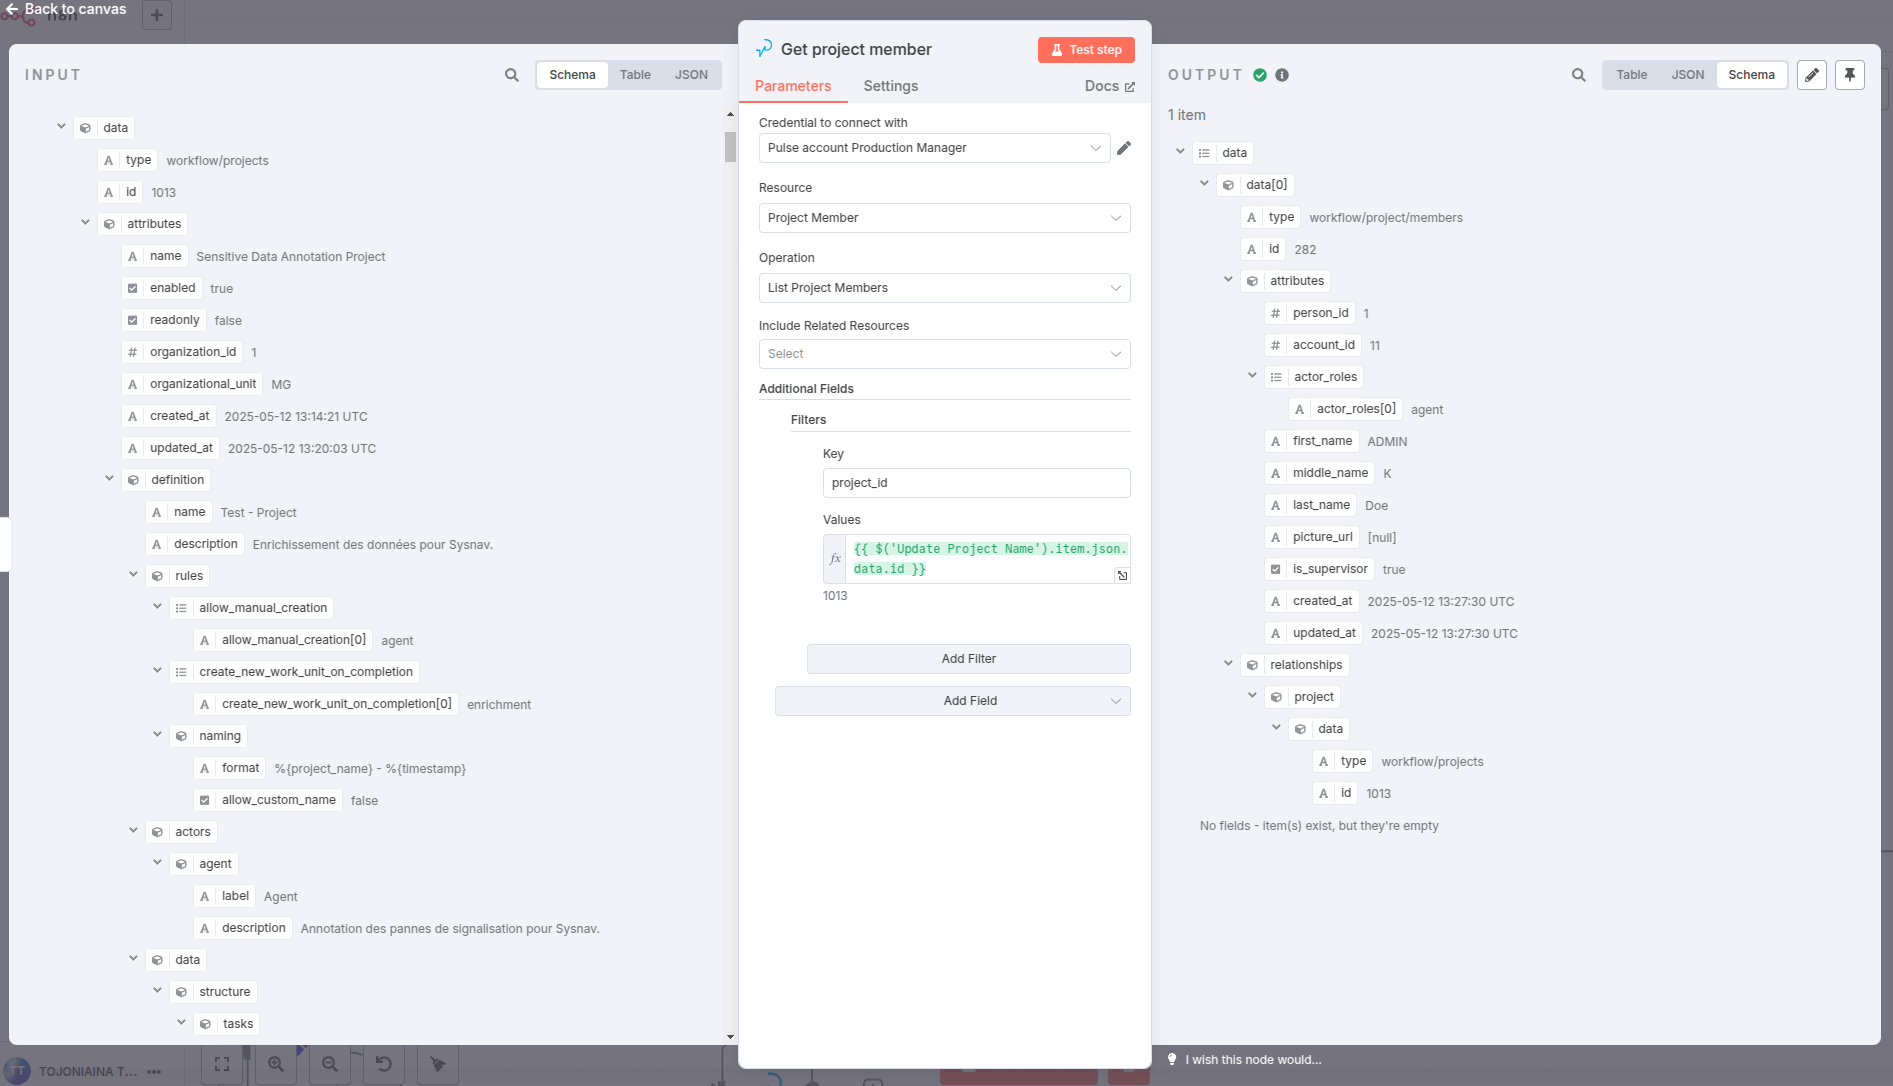 Back to canvas
n8n
INPUT
Schema
Table
JSON
data
type workflow/projects
id 1013
attributes
name Sensitive Data Annotation Project
enabled true
readonly false
organization_id 1
organizational_unit MG
created_at 2025-05-12 13:14:21 UTC
updated_at 2025-05-12 13:20:03 UTC
definition
name Test - Project
description Enrichissement des données pour Sysnav.
rules
allow_manual_creation
allow_manual_creation[0] agent
create_new_work_unit_on_completion
create_new_work_unit_on_completion[0] enrichment
naming
format %{project_name} - %{timestamp}
allow_custom_name false
actors
agent
label Agent
description Annotation des pannes de signalisation pour Sysnav.
data
structure
tasks
TT TOJONIAINA T...
Get project member
Test step
Parameters
Settings
Docs
Credential to connect with
Pulse account Production Manager
Resource
Project Member
Operation
List Project Members
Include Related Resources
Select
Additional Fields
Filters
Key
project_id
Values
fx {{ $('Update Project Name').item.json.
data.id }}
1013
Add Filter
Add Field
OUTPUT
Table
JSON
Schema
1 item
data
data[0]
type workflow/project/members
id 282
attributes
# person_id 1
# account_id 11
actor_roles
actor_roles[0] agent
first_name ADMIN
middle_name K
last_name Doe
picture_url [null]
is_supervisor true
created_at 2025-05-12 13:27:30 UTC
updated_at 2025-05-12 13:27:30 UTC
relationships
project
data
type workflow/projects
id 1013
No fields - item(s) exist, but they're empty
I wish this node would...